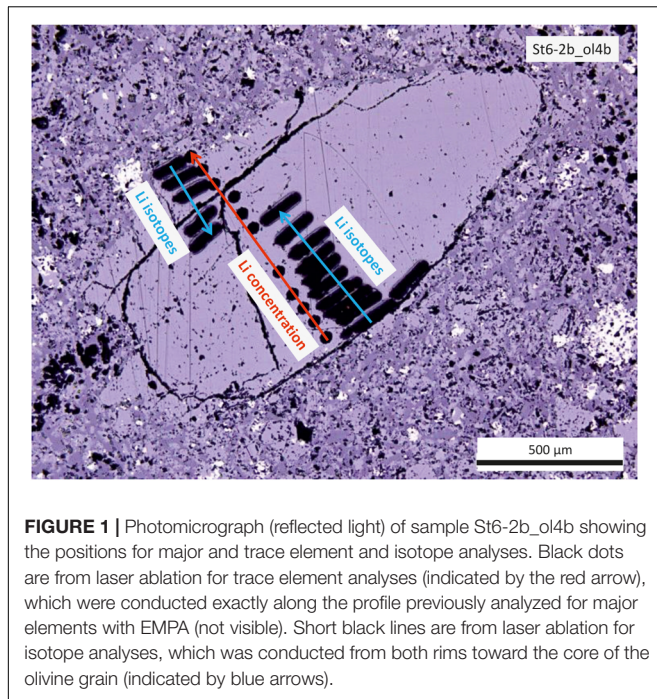 St6-2b_ol4b
Li isotopes
Li isotopes
Li concentration
500 µm
FIGURE 1 | Photomicrograph (reflected light) of sample St6-2b_ol4b showing
the positions for major and trace element and isotope analyses. Black dots
are from laser ablation for trace element analyses (indicated by the red arrow),
which were conducted exactly along the profile previously analyzed for major
elements with EMPA (not visible). Short black lines are from laser ablation for
isotope analyses, which was conducted from both rims toward the core of the
olivine grain (indicated by blue arrows).